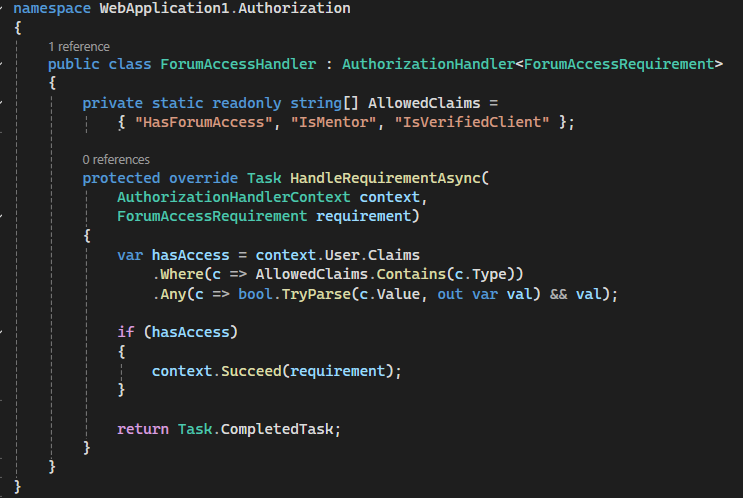 namespace WebApplication1.Authorization
{
1 reference
public class ForumAccessHandler : AuthorizationHandler<ForumAccessRequirement>
{
private static readonly string[] AllowedClaims =
{ "HasForumAccess", "IsMentor", "IsVerifiedClient" };
0 references
protected override Task HandleRequirementAsync(
AuthorizationHandlerContext context,
ForumAccessRequirement requirement)
{
var hasAccess = context.User.Claims
.Where(c => AllowedClaims.Contains(c.Type))
.Any(c => bool.TryParse(c.Value, out var val) && val);
if (hasAccess)
{
context.Succeed(requirement);
}
return Task.CompletedTask;
}
}
}